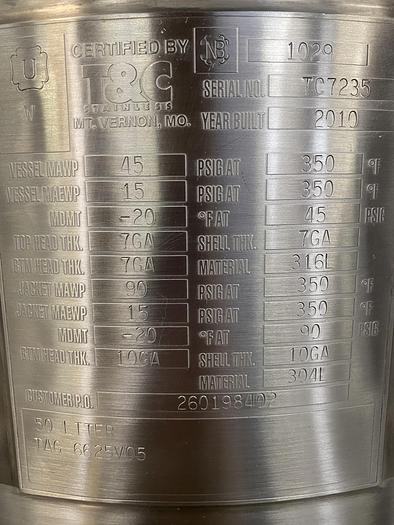 U
W
CERTIFIED BY NB 1029
T&C
STAINLESS
MT. VERNON, MO.
SERIAL NO. TC7235
YEAR BUILT 2010
VESSEL MAWP 45 PSIG AT 350 °F
VESSEL MAEWP 15 PSIG AT 350 °F
MDMT -20 °F AT 45 PSIG
TOP HEAD THK. 7GA SHELL THK. 7GA
BTM HEAD THK. 7GA MATERIAL 316L
JACKET MAWP 90 PSIG AT 350 °F
JACKET MAEWP 15 PSIG AT 350 °F
MDMT -20 °F AT 90 PSIG
BTM HEAD THK. 10GA SHELL THK. 10GA
MATERIAL 304L
CUSTOMER P.O.
50 LITER
TAG 6625V05